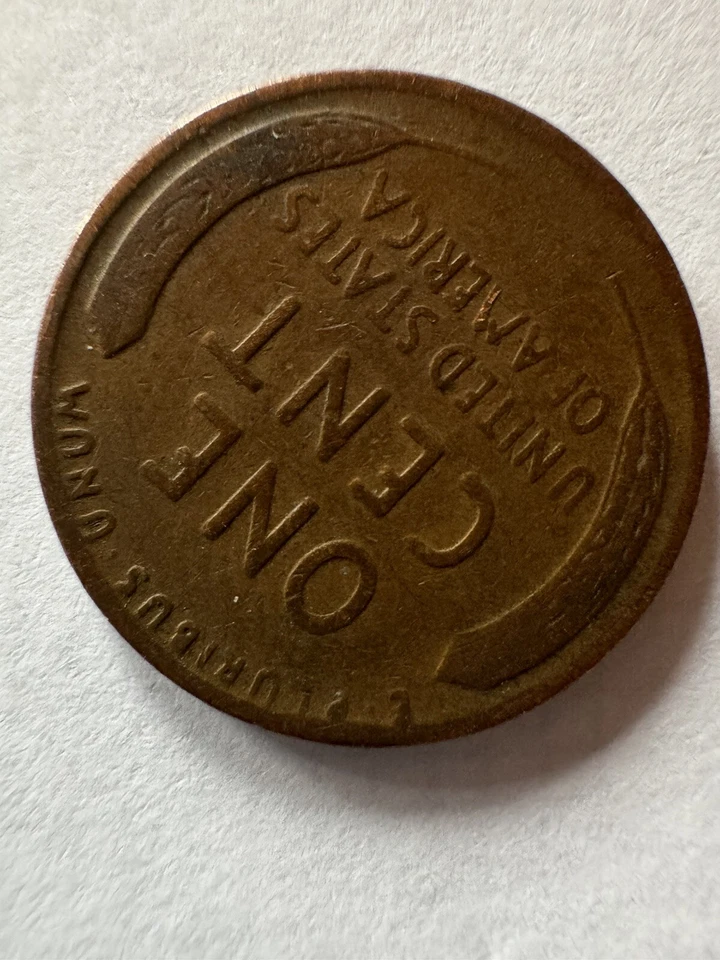 E · PLURIBUS · UNUM
ONE
CENT
UNITED STATES
OF AMERICA